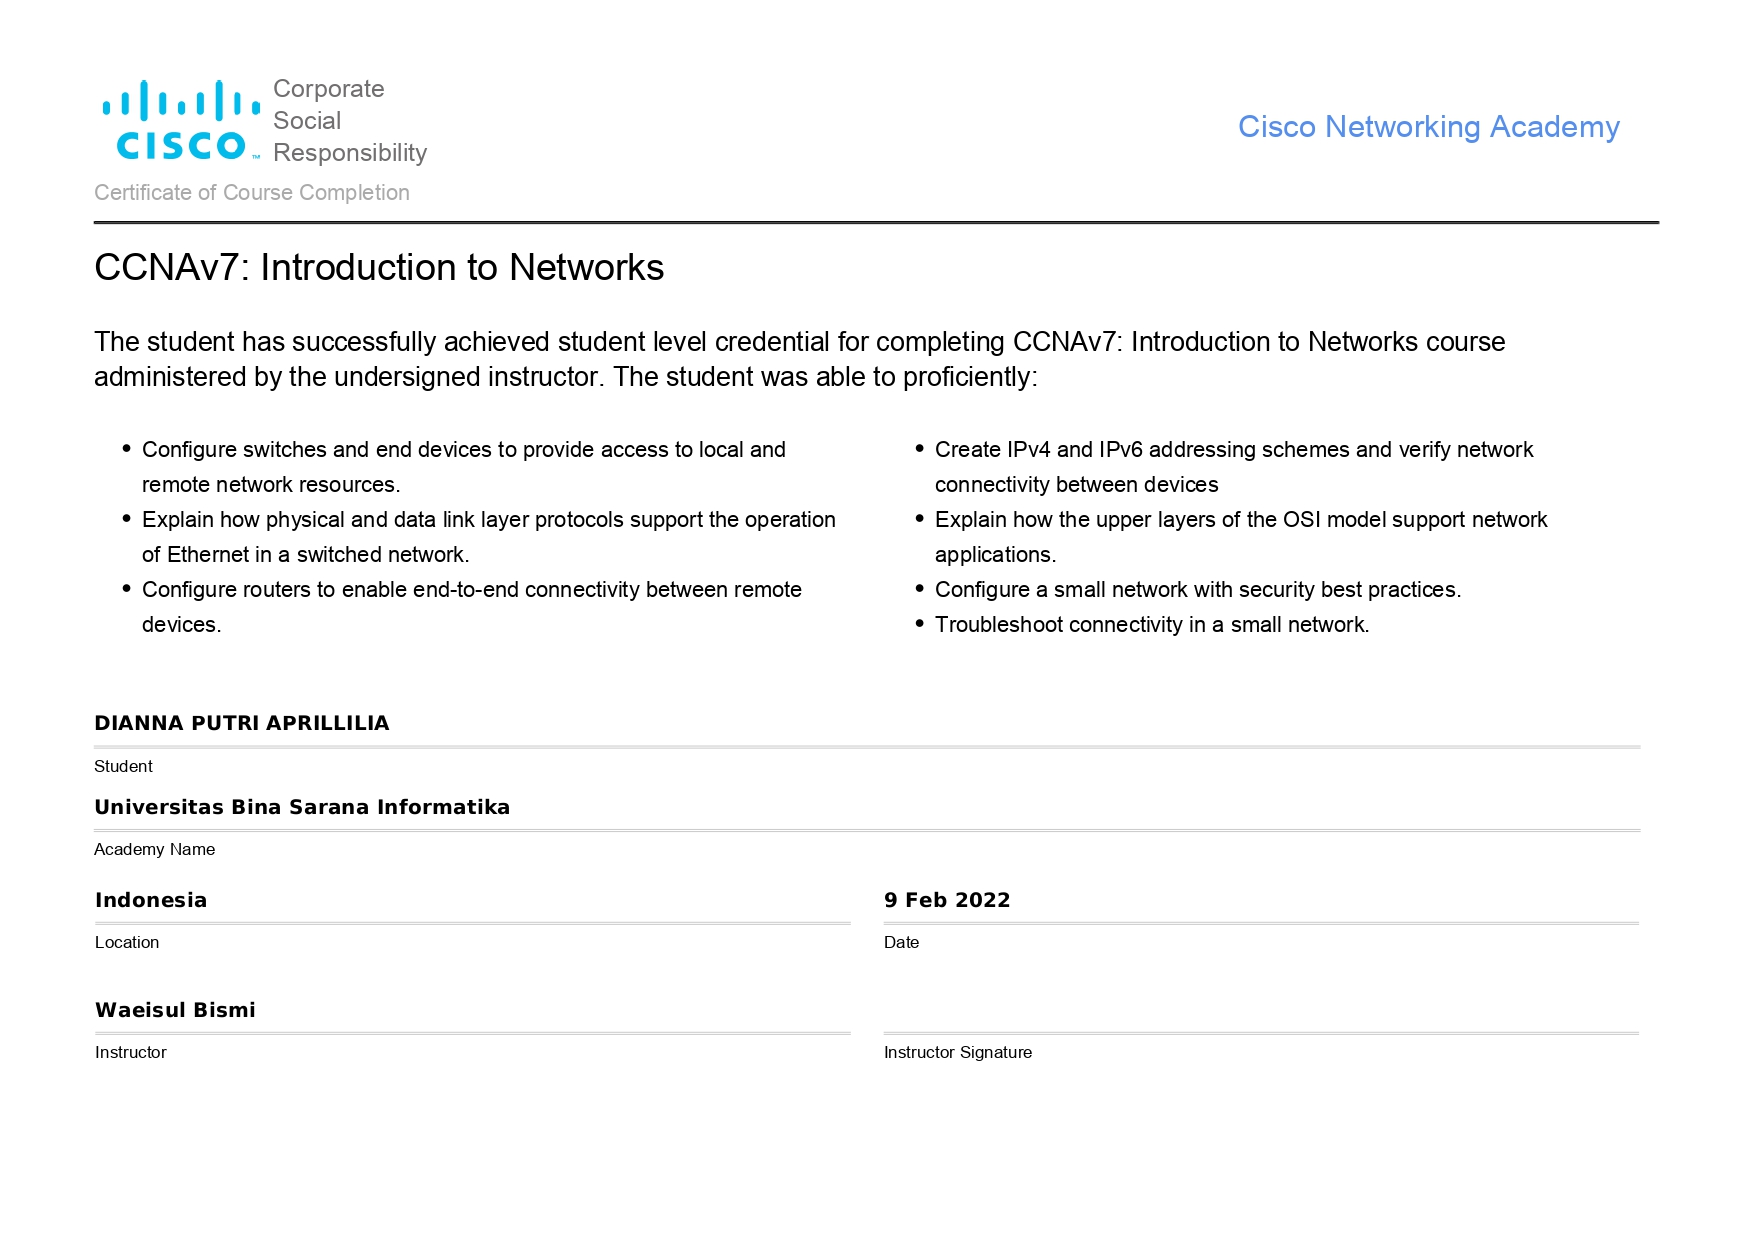 Corporate
Social
Responsibility
CISCO™
Cisco Networking Academy
Certificate of Course Completion
CCNAv7: Introduction to Networks
The student has successfully achieved student level credential for completing CCNAv7: Introduction to Networks course
administered by the undersigned instructor. The student was able to proficiently:
• Configure switches and end devices to provide access to local and
remote network resources.
• Explain how physical and data link layer protocols support the operation
of Ethernet in a switched network.
• Configure routers to enable end-to-end connectivity between remote
devices.
• Create IPv4 and IPv6 addressing schemes and verify network
connectivity between devices
• Explain how the upper layers of the OSI model support network
applications.
• Configure a small network with security best practices.
• Troubleshoot connectivity in a small network.
DIANNA PUTRI APRILLILIA
Student
Universitas Bina Sarana Informatika
Academy Name
Indonesia
Location
9 Feb 2022
Date
Waeisul Bismi
Instructor
Instructor Signature